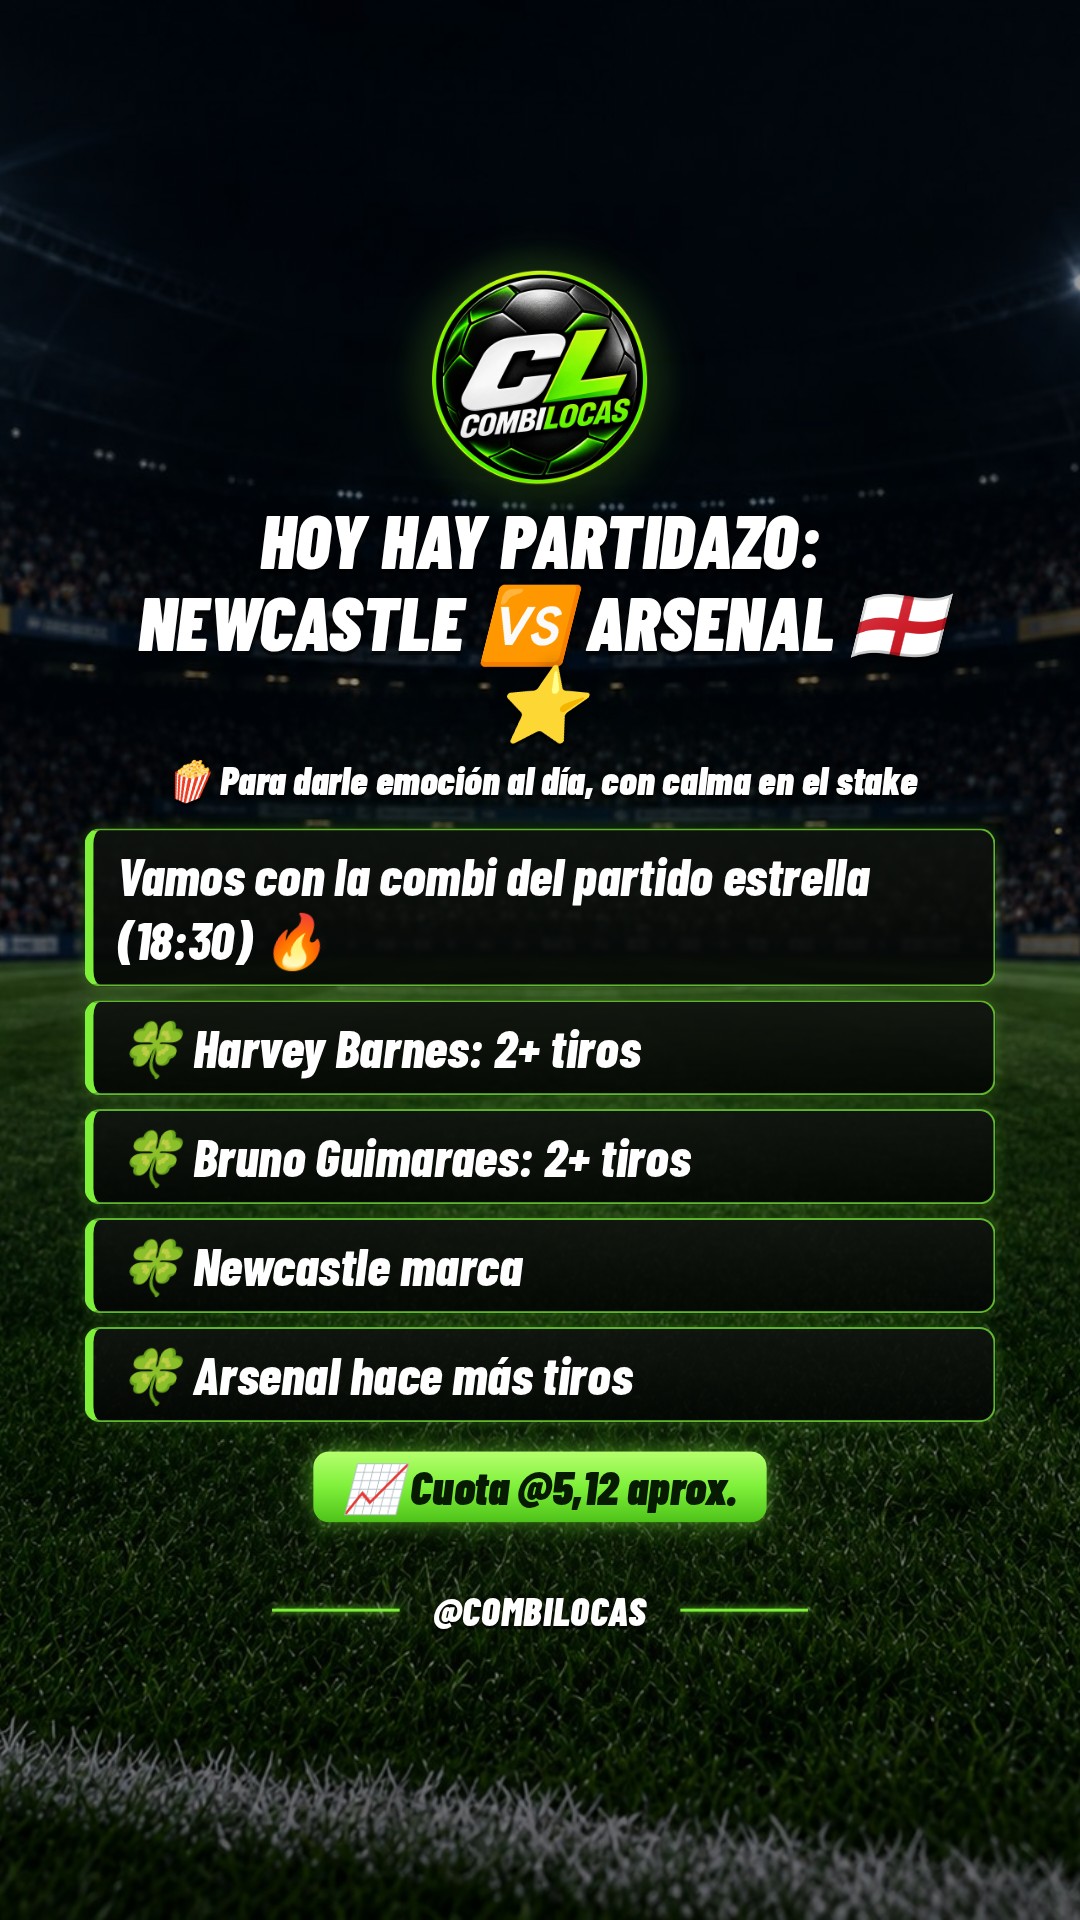 CL
COMBILOCAS
HOY HAY PARTIDAZO:
NEWCASTLE 🆚 ARSENAL 🏴󠁧󠁢󠁥󠁮󠁧󠁿
⭐
🍿 Para darle emoción al día, con calma en el stake
Vamos con la combi del partido estrella
(18:30) 🔥
🍀 Harvey Barnes: 2+ tiros
🍀 Bruno Guimaraes: 2+ tiros
🍀 Newcastle marca
🍀 Arsenal hace más tiros
📈 Cuota @5,12 aprox.
@COMBILOCAS